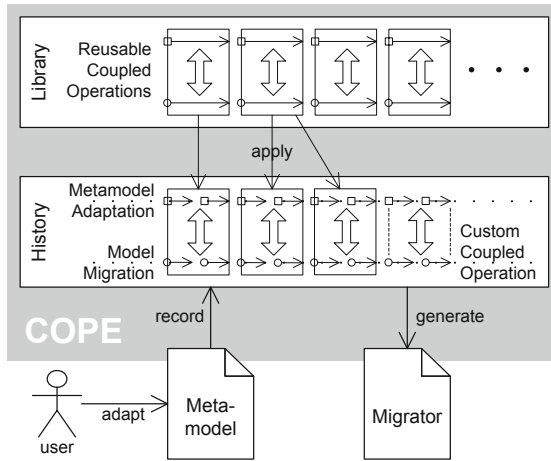 Library
Reusable
Coupled
Operations
apply
History
Metamodel
Adaptation
Model
Migration
Custom
Coupled
Operation
COPE
record
generate
user
adapt
Meta-
model
Migrator